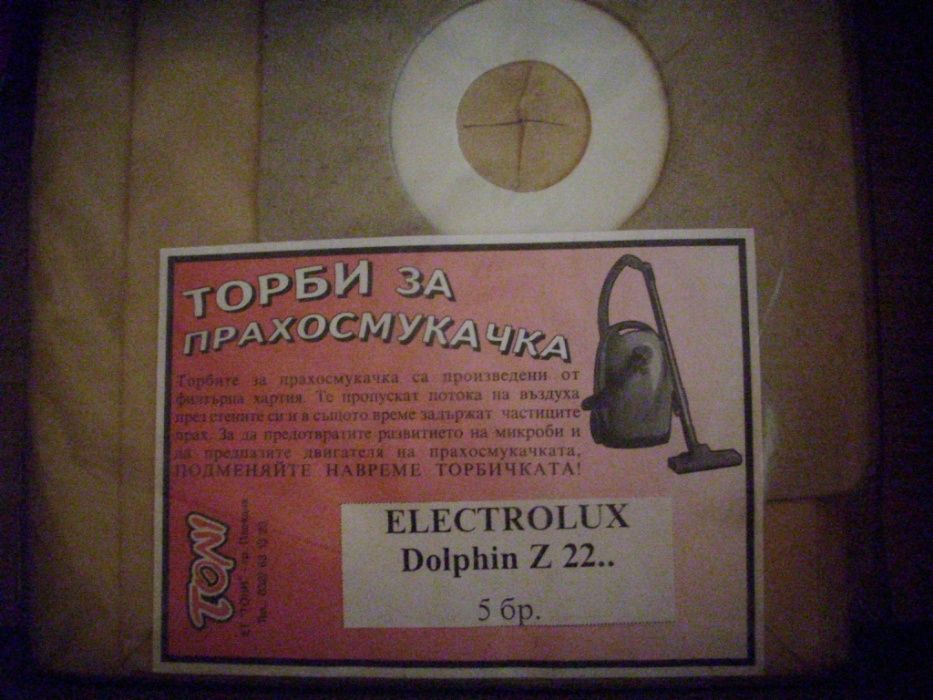 ТОРБИ ЗА
ПРАХОСМУКАЧКА
Торбите за прахосмукачка са произведени от
филтърна хартия. Те пропускат потока на въздуха
през стените си и в същото време задържат частиците
прах. За да предотвратите развитието на микроби и
да предпазите двигателя на прахосмукачката,
ПОДМЕНЯЙТЕ НАВРЕМЕ ТОРБИЧКАТА!
ELECTROLUX
Dolphin Z 22..
5 бр.